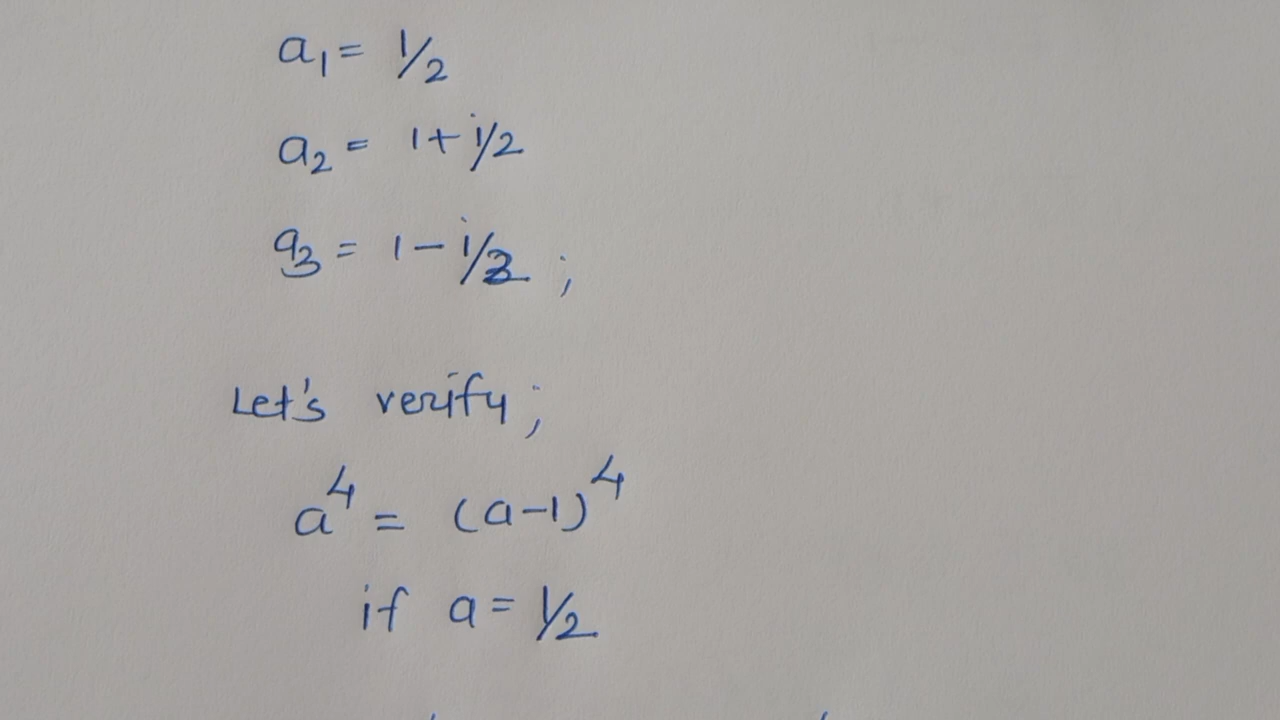 a₁ = 1/2
a₂ = 1 + i/2
a₃ = 1 - i/2 ;
Let's verify;
a⁴ = (a-1)⁴
if a = 1/2